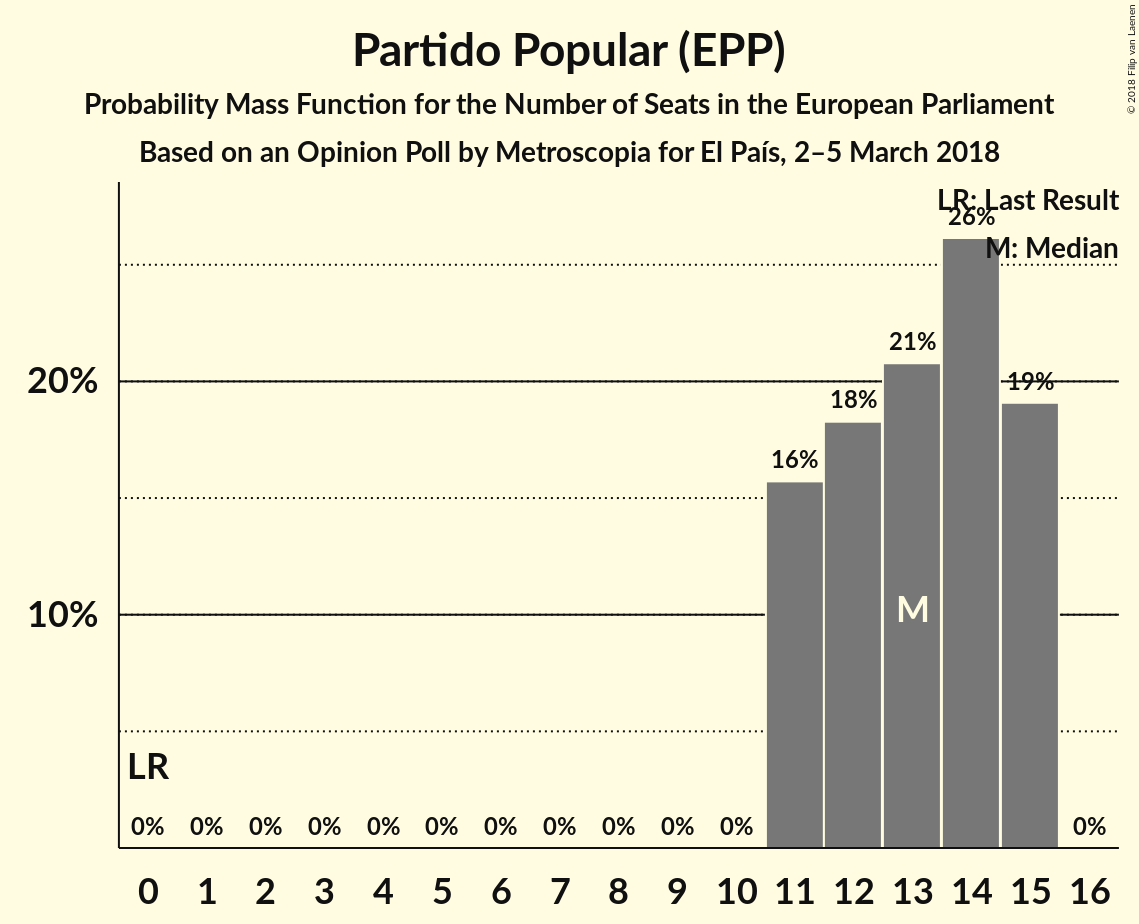 Partido Popular (EPP)
Probability Mass Function for the Number of Seats in the European Parliament
Based on an Opinion Poll by Metroscopia for El País, 2–5 March 2018
© 2018 Filip van Laenen
LR: Last Result
M: Median
26%
21%
20%
19%
18%
16%
10%
M
LR
0% 0% 0% 0% 0% 0% 0% 0% 0% 0% 0% 0%
0 1 2 3 4 5 6 7 8 9 10 11 12 13 14 15 16